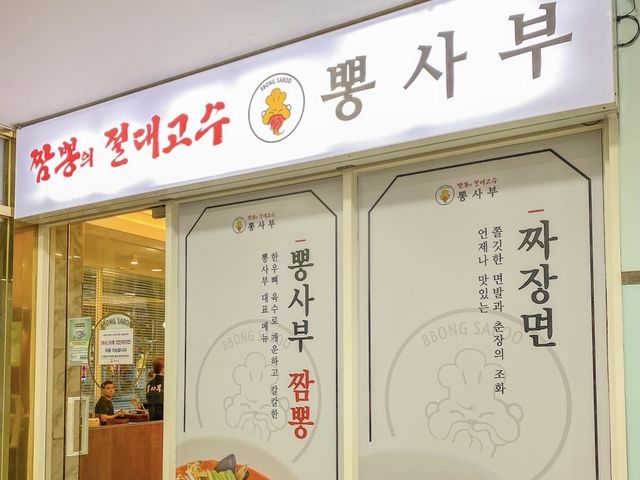 짬뽕의 절대고수
BBONG SABOO
뽕사부
짬뽕의 절대고수
뽕사부
뽕사부 짬뽕
한우뼈 육수로 개운하고 칼칼한
뽕사부 대표 메뉴
BBONG SABOO
짬뽕의 절대고수
뽕사부
짜장면
쫄깃한 면발과 춘장의 조화
언제나 맛있는
BBONG SABOO
BBONG SABOO